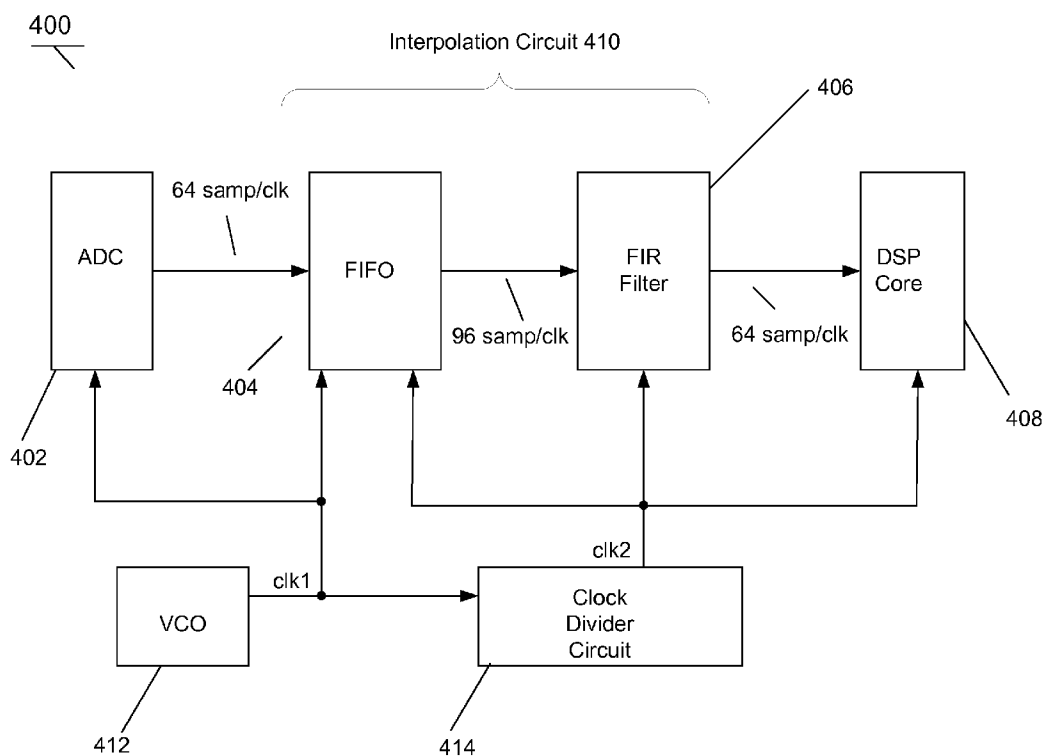 400
Interpolation Circuit 410
406
64 samp/clk
ADC
FIFO
FIR
Filter
DSP
Core
96 samp/clk
64 samp/clk
404
402
408
clk1
clk2
VCO
Clock
Divider
Circuit
412
414